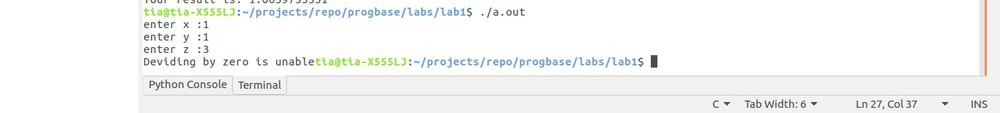 Your result is: 1.0059733331
tia@tia-X555LJ:~/projects/repo/progbase/labs/lab1$ ./a.out
enter x :1
enter y :1
enter z :3
Deviding by zero is unabletia@tia-X555LJ:~/projects/repo/progbase/labs/lab1$
Python Console Terminal
C Tab Width: 6 Ln 27, Col 37 INS